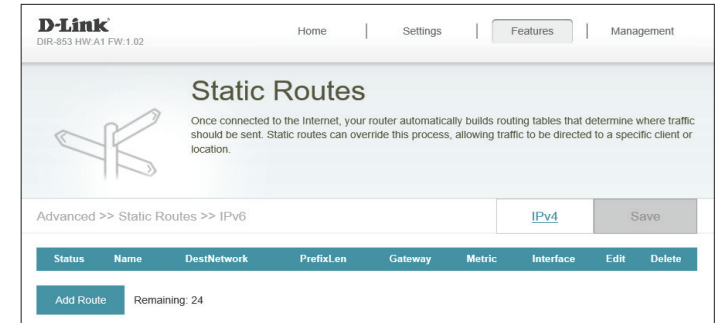 D-Link
DIR-853 HW:A1 FW:1.02
Home | Settings | Features | Management
Static Routes
Once connected to the Internet, your router automatically builds routing tables that determine where traffic
should be sent. Static routes can override this process, allowing traffic to be directed to a specific client or
location.
Advanced >> Static Routes >> IPv6
IPv4
Save
Status Name DestNetwork PrefixLen Gateway Metric Interface Edit Delete
Add Route Remaining: 24